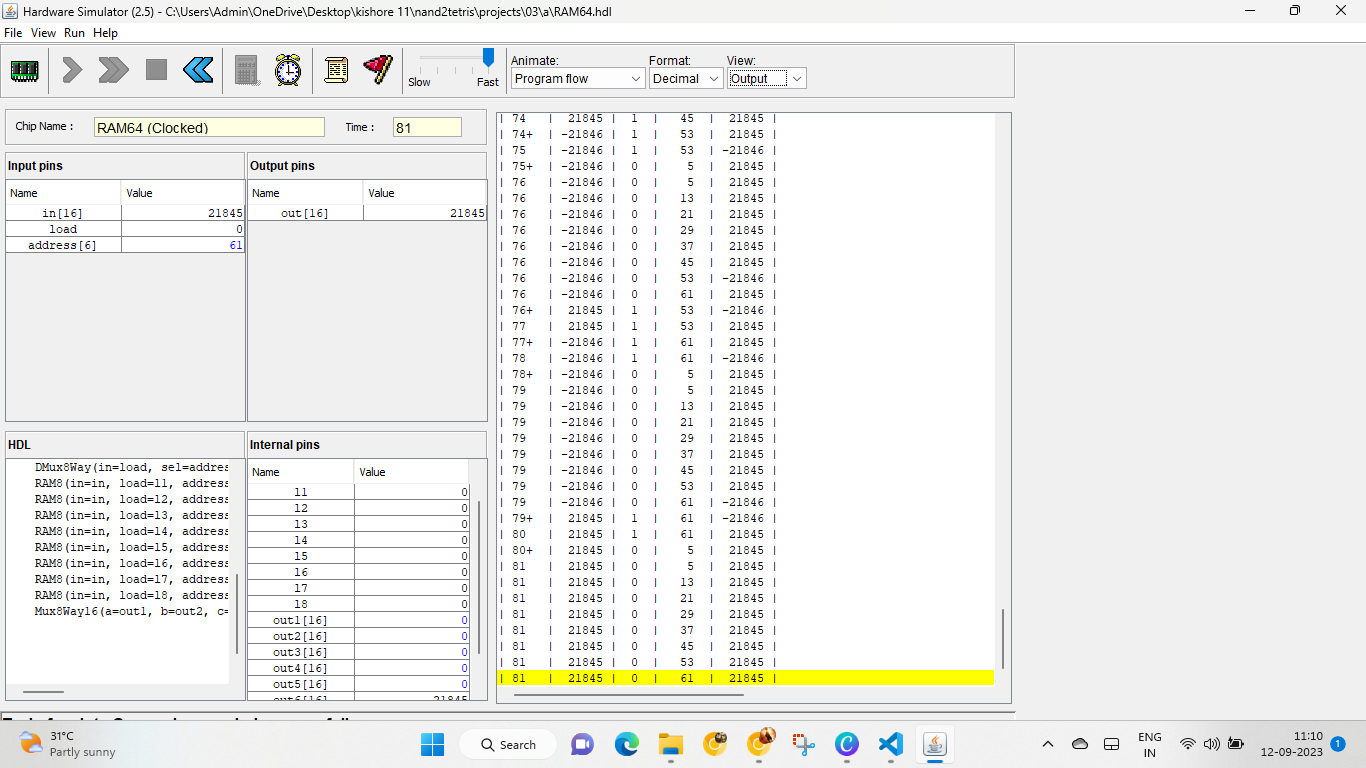 Hardware Simulator (2.5) - C:\Users\Admin\OneDrive\Desktop\kishore 11\nand2tetris\projects\03\a\RAM64.hdl
File View Run Help
Slow Fast
Animate: Format: View:
Program flow Decimal Output
Chip Name : RAM64 (Clocked) Time : 81
Input pins
Name Value
in[16] 21845
load 0
address[6] 61
Output pins
Name Value
out[16] 21845
HDL
DMux8Way(in=load, sel=addres
RAM8(in=in, load=l1, address
RAM8(in=in, load=l2, address
RAM8(in=in, load=l3, address
RAM8(in=in, load=l4, address
RAM8(in=in, load=l5, address
RAM8(in=in, load=l6, address
RAM8(in=in, load=l7, address
RAM8(in=in, load=l8, address
Mux8Way16(a=out1, b=out2, c=
Internal pins
Name Value
l1 0
l2 0
l3 0
l4 0
l5 0
l6 0
l7 0
l8 0
out1[16] 0
out2[16] 0
out3[16] 0
out4[16] 0
out5[16] 0
out6[16] 21845
| 74 | 21845 | 1 | 45 | 21845 |
| 74+ | -21846 | 1 | 53 | 21845 |
| 75 | -21846 | 1 | 53 | -21846 |
| 75+ | -21846 | 0 | 5 | 21845 |
| 76 | -21846 | 0 | 5 | 21845 |
| 76 | -21846 | 0 | 13 | 21845 |
| 76 | -21846 | 0 | 21 | 21845 |
| 76 | -21846 | 0 | 29 | 21845 |
| 76 | -21846 | 0 | 37 | 21845 |
| 76 | -21846 | 0 | 45 | 21845 |
| 76 | -21846 | 0 | 53 | -21846 |
| 76 | -21846 | 0 | 61 | 21845 |
| 76+ | 21845 | 1 | 53 | -21846 |
| 77 | 21845 | 1 | 53 | 21845 |
| 77+ | -21846 | 1 | 61 | 21845 |
| 78 | -21846 | 1 | 61 | -21846 |
| 78+ | -21846 | 0 | 5 | 21845 |
| 79 | -21846 | 0 | 5 | 21845 |
| 79 | -21846 | 0 | 13 | 21845 |
| 79 | -21846 | 0 | 21 | 21845 |
| 79 | -21846 | 0 | 29 | 21845 |
| 79 | -21846 | 0 | 37 | 21845 |
| 79 | -21846 | 0 | 45 | 21845 |
| 79 | -21846 | 0 | 53 | 21845 |
| 79 | -21846 | 0 | 61 | -21846 |
| 79+ | 21845 | 1 | 61 | -21846 |
| 80 | 21845 | 1 | 61 | 21845 |
| 80+ | 21845 | 0 | 5 | 21845 |
| 81 | 21845 | 0 | 5 | 21845 |
| 81 | 21845 | 0 | 13 | 21845 |
| 81 | 21845 | 0 | 21 | 21845 |
| 81 | 21845 | 0 | 29 | 21845 |
| 81 | 21845 | 0 | 37 | 21845 |
| 81 | 21845 | 0 | 45 | 21845 |
| 81 | 21845 | 0 | 53 | 21845 |
| 81 | 21845 | 0 | 61 | 21845 |
31°C
Partly sunny
Search
ENG
IN
11:10
12-09-2023
1